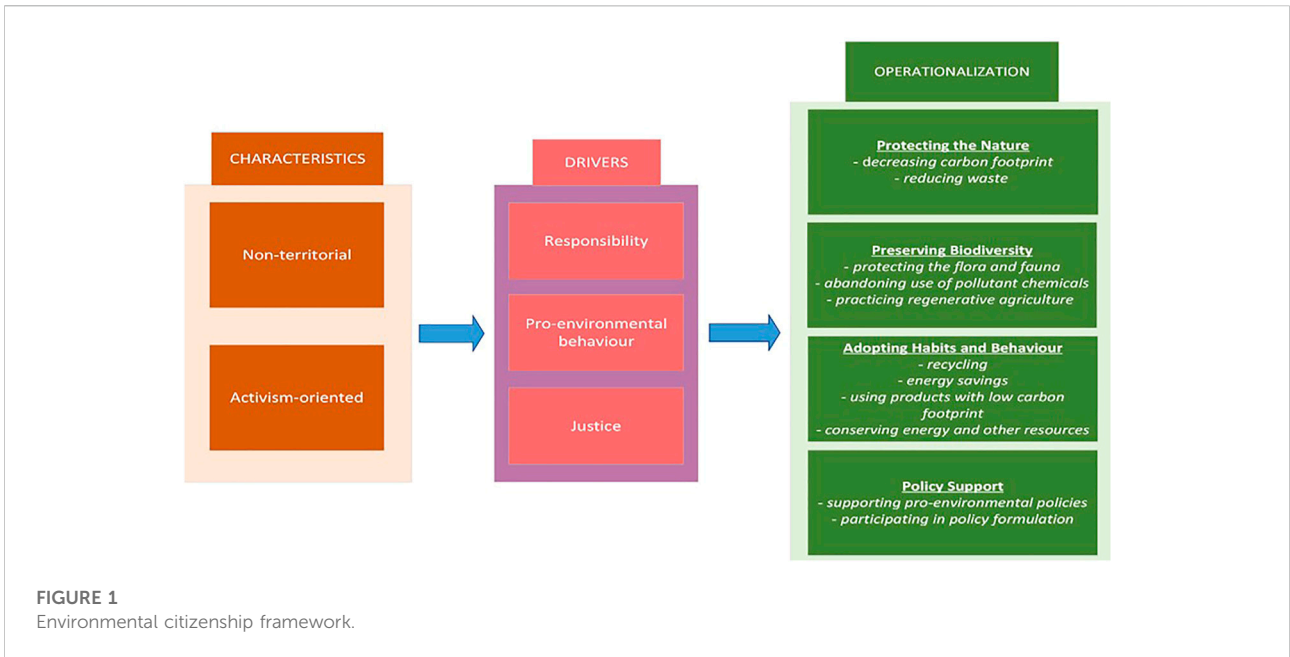 CHARACTERISTICS
Non-territorial
Activism-oriented
DRIVERS
Responsibility
Pro-environmental
behaviour
Justice
OPERATIONALIZATION
Protecting the Nature
- decreasing carbon footprint
- reducing waste
Preserving Biodiversity
- protecting the flora and fauna
- abandoning use of pollutant chemicals
- practicing regenerative agriculture
Adopting Habits and Behaviour
- recycling
- energy savings
- using products with low carbon
footprint
- conserving energy and other resources
Policy Support
- supporting pro-environmental policies
- participating in policy formulation
FIGURE 1
Environmental citizenship framework.